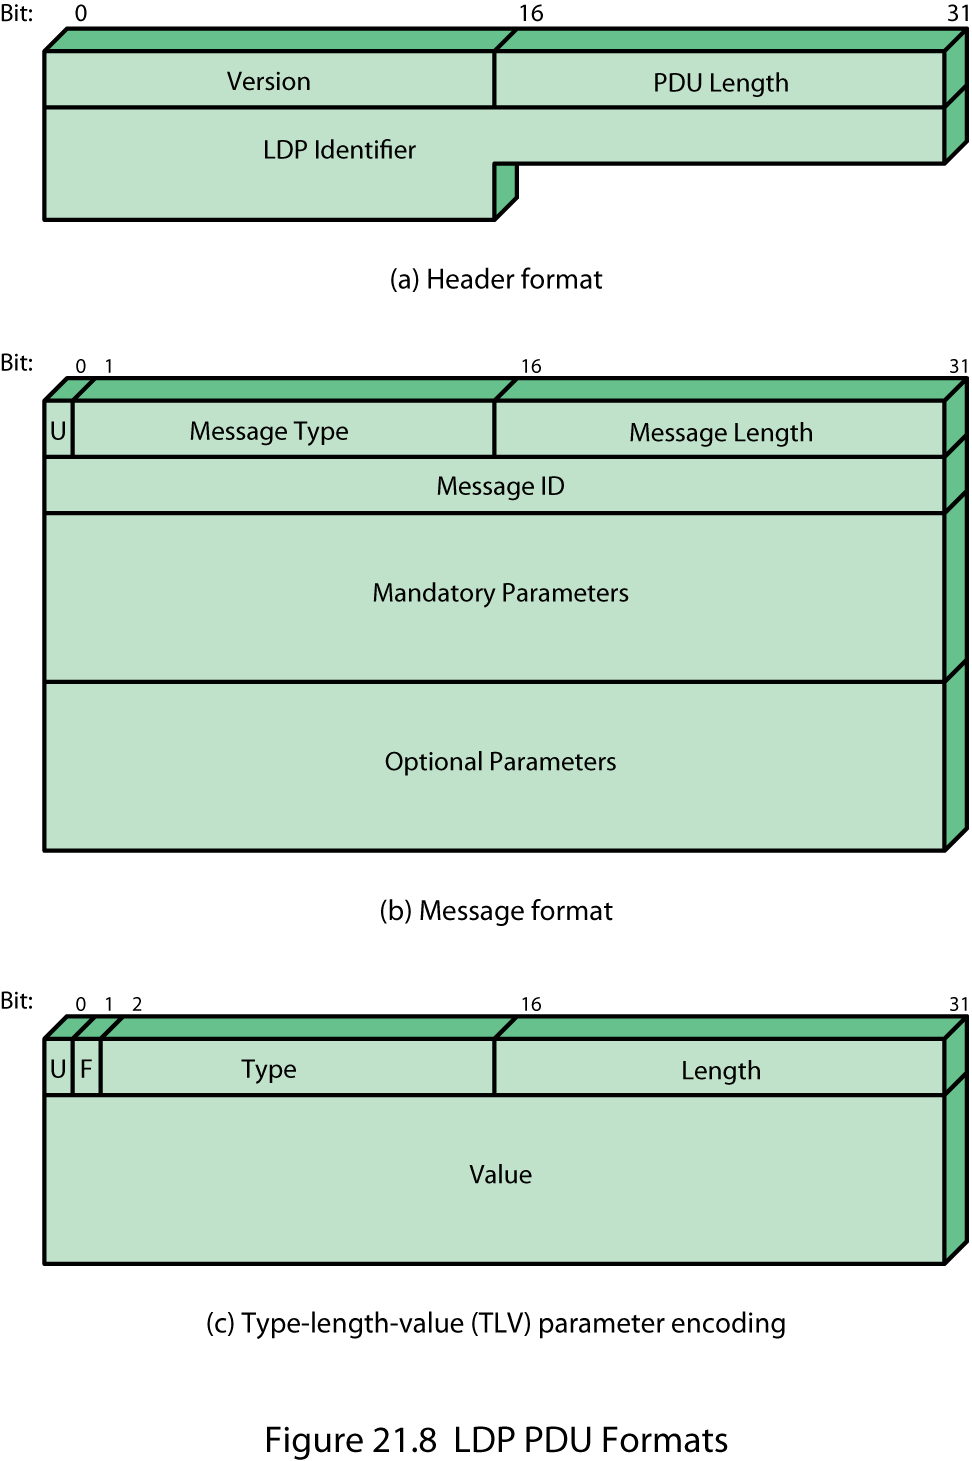 Bit: 0 16 31
Version PDU Length
LDP Identifier
(a) Header format
Bit: 0 1 16 31
U Message Type Message Length
Message ID
Mandatory Parameters
Optional Parameters
(b) Message format
Bit: 0 1 2 16 31
U F Type Length
Value
(c) Type-length-value (TLV) parameter encoding
Figure 21.8 LDP PDU Formats